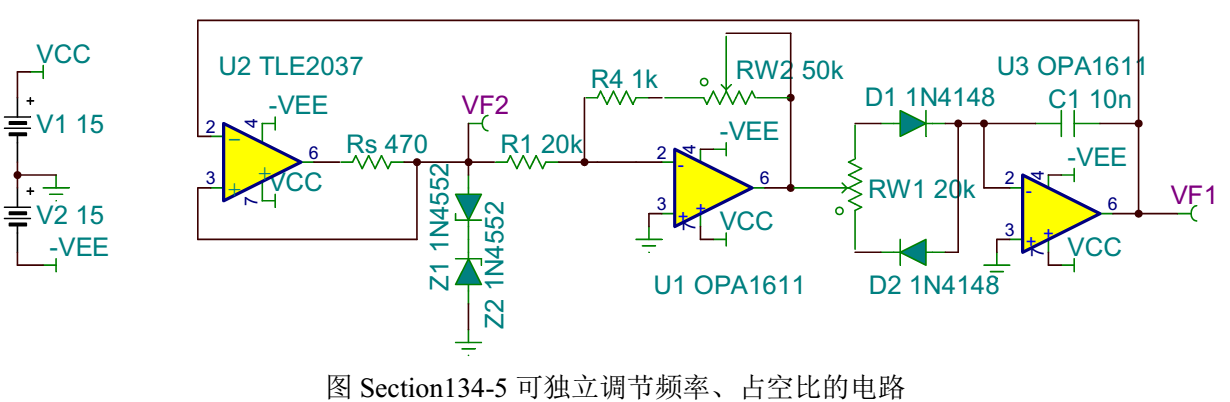 VCC
+
V1 15
+
V2 15
-VEE
U2 TLE2037
-VEE
2
4
6
3
7
VCC
Rs 470
VF2
R1 20k
Z1 1N4552
Z2 1N4552
R4 1k
RW2 50k
-VEE
2
4
6
3
7
VCC
U1 OPA1611
D1 1N4148
RW1 20k
D2 1N4148
U3 OPA1611
C1 10n
-VEE
2
4
6
3
7
VCC
VF1
图 Section134-5 可独立调节频率、占空比的电路